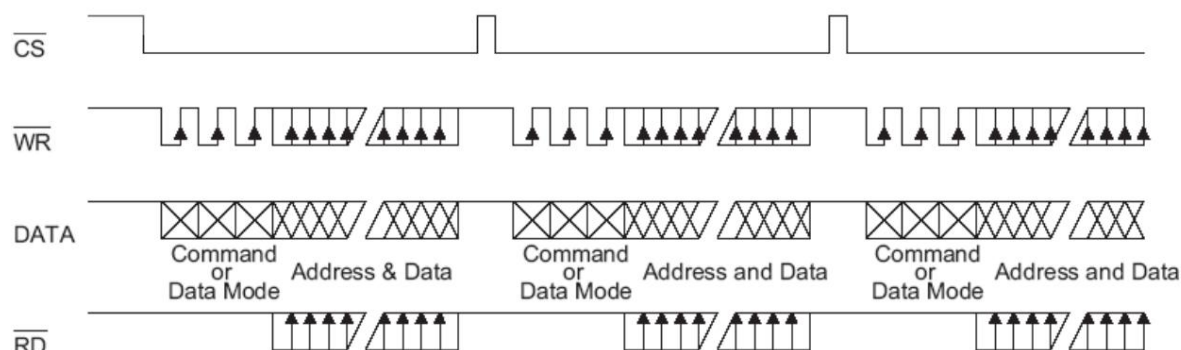 CS
WR
DATA
Command
or
Data Mode
Address & Data
Command
or
Data Mode
Address and Data
Command
or
Data Mode
Address and Data
RD